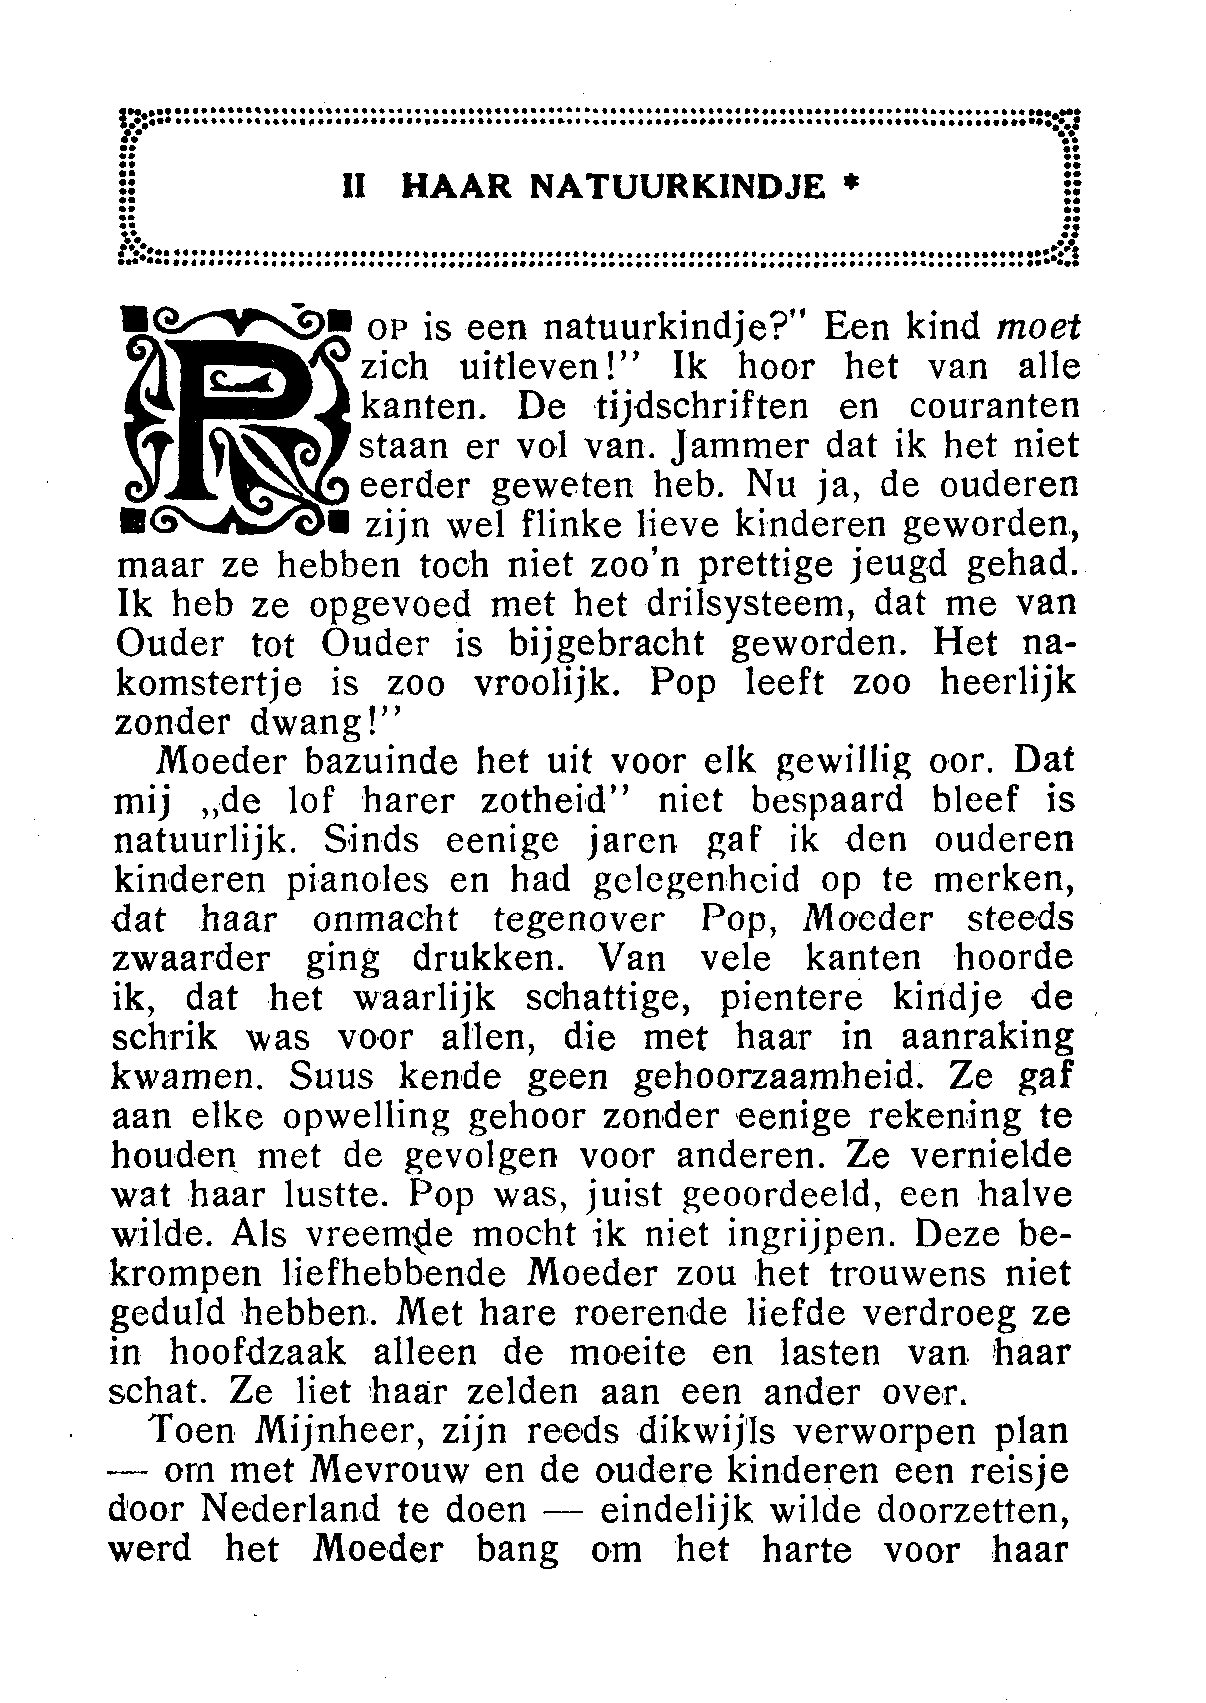 II HAAR NATUURKINDJE *
POP is een natuurkindje?" Een kind moet
zich uitleven!" Ik hoor het van alle
kanten. De tijdschriften en couranten
staan er vol van. Jammer dat ik het niet
eerder geweten heb. Nu ja, de ouderen
zijn wel flinke lieve kinderen geworden,
maar ze hebben toch niet zoo'n prettige jeugd gehad.
Ik heb ze opgevoed met het drilsysteem, dat me van
Ouder tot Ouder is bijgebracht geworden. Het na-
komstertje is zoo vroolijk. Pop leeft zoo heerlijk
zonder dwang!"
Moeder bazuinde het uit voor elk gewillig oor. Dat
mij „de lof harer zotheid" niet bespaard bleef is
natuurlijk. Sinds eenige jaren gaf ik den ouderen
kinderen pianoles en had gelegenheid op te merken,
dat haar onmacht tegenover Pop, Moeder steeds
zwaarder ging drukken. Van vele kanten hoorde
ik, dat het waarlijk schattige, pientere kindje de
schrik was voor allen, die met haar in aanraking
kwamen. Suus kende geen gehoorzaamheid. Ze gaf
aan elke opwelling gehoor zonder eenige rekening te
houden met de gevolgen voor anderen. Ze vernielde
wat haar lustte. Pop was, juist geoordeeld, een halve
wilde. Als vreemde mocht ik niet ingrijpen. Deze be-
krompen liefhebbende Moeder zou het trouwens niet
geduld hebben. Met hare roerende liefde verdroeg ze
in hoofdzaak alleen de moeite en lasten van haar
schat. Ze liet haar zelden aan een ander over.
Toen Mijnheer, zijn reeds dikwijls verworpen plan
— om met Mevrouw en de oudere kinderen een reisje
door Nederland te doen — eindelijk wilde doorzetten,
werd het Moeder bang om het harte voor haar